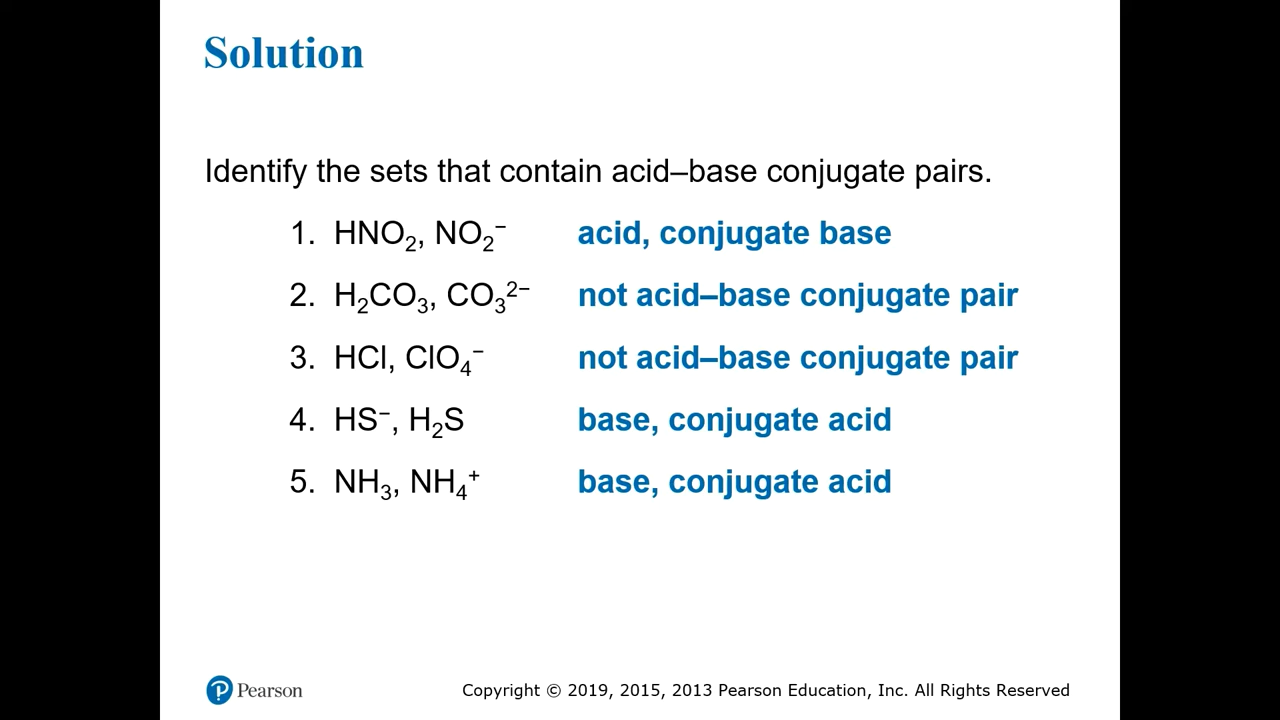 Solution
Identify the sets that contain acid–base conjugate pairs.
1. HNO₂, NO₂⁻ acid, conjugate base
2. H₂CO₃, CO₃²⁻ not acid–base conjugate pair
3. HCl, ClO₄⁻ not acid–base conjugate pair
4. HS⁻, H₂S base, conjugate acid
5. NH₃, NH₄⁺ base, conjugate acid
P Pearson Copyright © 2019, 2015, 2013 Pearson Education, Inc. All Rights Reserved